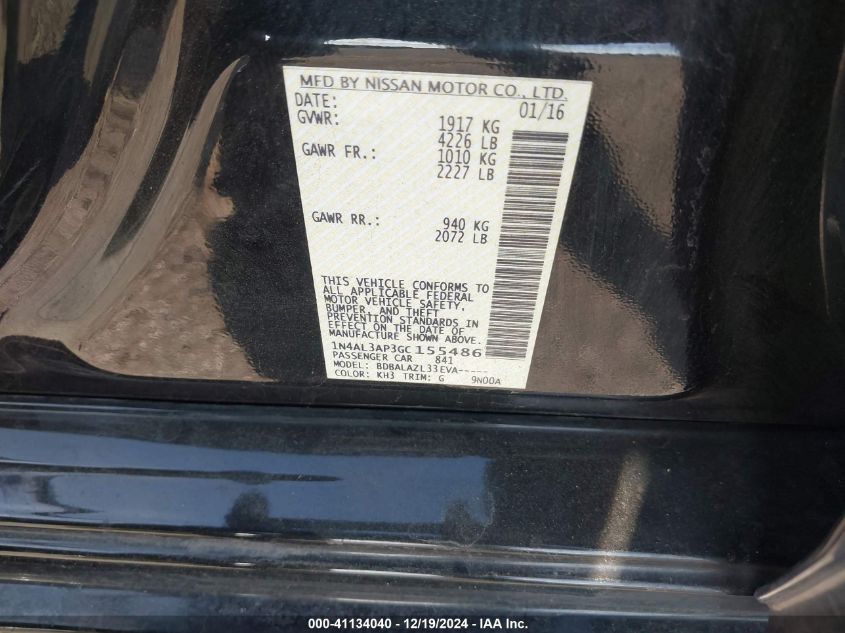 MFD BY NISSAN MOTOR CO., LTD.
DATE: 01/16
GVWR: 1917 KG
4226 LB
GAWR FR.: 1010 KG
2227 LB
GAWR RR.: 940 KG
2072 LB
THIS VEHICLE CONFORMS TO
ALL APPLICABLE FEDERAL
MOTOR VEHICLE SAFETY,
BUMPER, AND THEFT
PREVENTION STANDARDS IN
EFFECT ON THE DATE OF
MANUFACTURE SHOWN ABOVE.
1N4AL3AP3GC155486
PASSENGER CAR 841
MODEL: BDBALAZL33EVA-----
COLOR: KH3 TRIM: G 9N00A
000-41134040 - 12/19/2024 - IAA Inc.